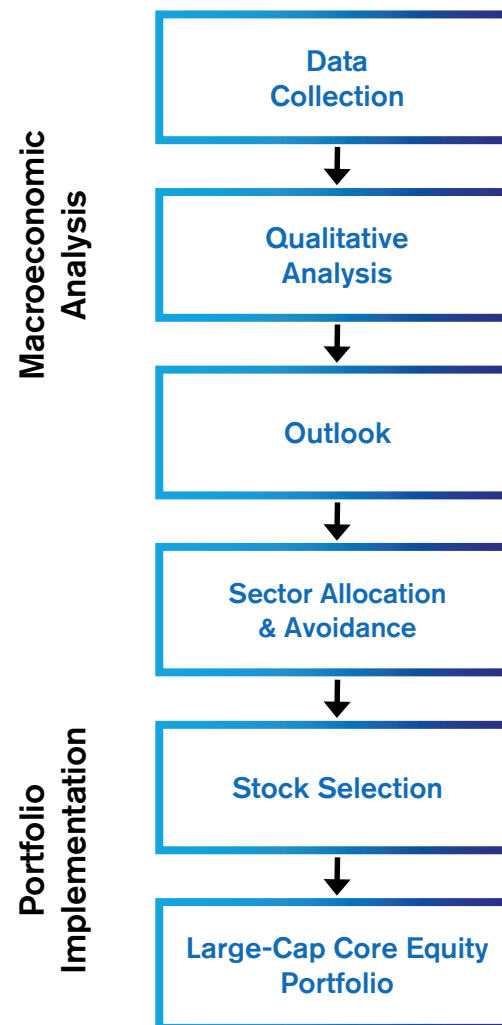 Macroeconomic
Analysis
Data
Collection
Qualitative
Analysis
Outlook
Portfolio
Implementation
Sector Allocation
& Avoidance
Stock Selection
Large-Cap Core Equity
Portfolio